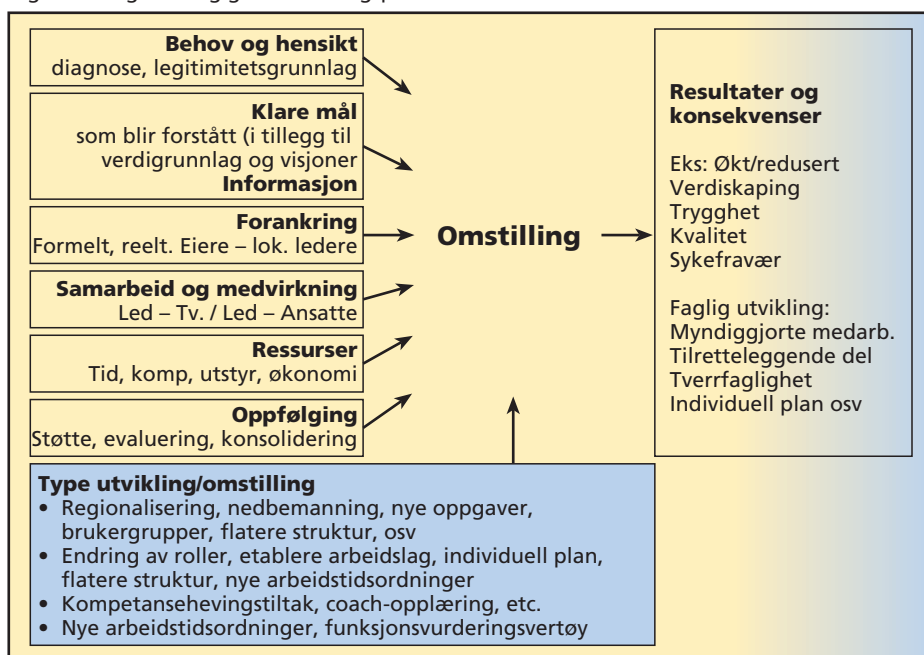 Behov og hensikt
diagnose, legitimitetsgrunnlag
Klare mål
som blir forstått (i tillegg til
verdigrunnlag og visjoner
Informasjon
Forankring
Formelt, reelt. Eiere – lok. ledere
Samarbeid og medvirkning
Led – Tv. / Led – Ansatte
Ressurser
Tid, komp, utstyr, økonomi
Oppfølging
Støtte, evaluering, konsolidering
Omstilling
Resultater og
konsekvenser
Eks: Økt/redusert
Verdiskaping
Trygghet
Kvalitet
Sykefravær
Faglig utvikling:
Myndiggjorte medarb.
Tilretteleggende del
Tverrfaglighet
Individuell plan osv
Type utvikling/omstilling
• Regionalisering, nedbemanning, nye oppgaver,
brukergrupper, flatere struktur, osv
• Endring av roller, etablere arbeidslag, individuell plan,
flatere struktur, nye arbeidstidsordninger
• Kompetansehevingstiltak, coach-opplæring, etc.
• Nye arbeidstidsordninger, funksjonsvurderingsvertøy